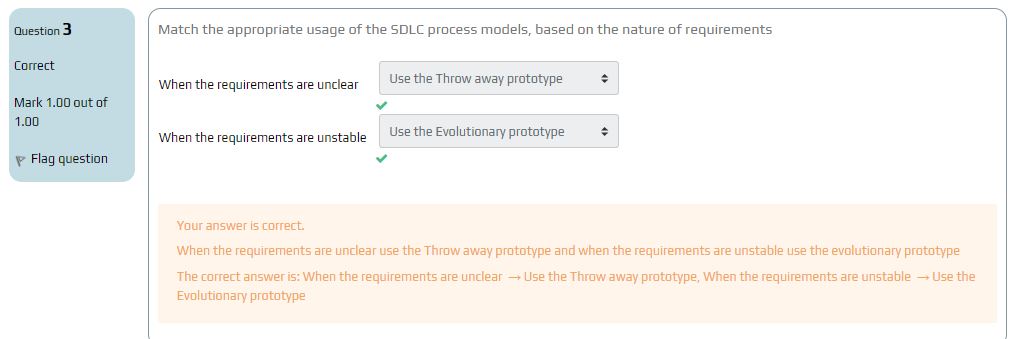 Question 3
Correct
Mark 1.00 out of
1.00
Flag question
Match the appropriate usage of the SDLC process models, based on the nature of requirements
When the requirements are unclear
Use the Throw away prototype
When the requirements are unstable
Use the Evolutionary prototype
Your answer is correct.
When the requirements are unclear use the Throw away prototype and when the requirements are unstable use the evolutionary prototype
The correct answer is: When the requirements are unclear → Use the Throw away prototype, When the requirements are unstable → Use the
Evolutionary prototype